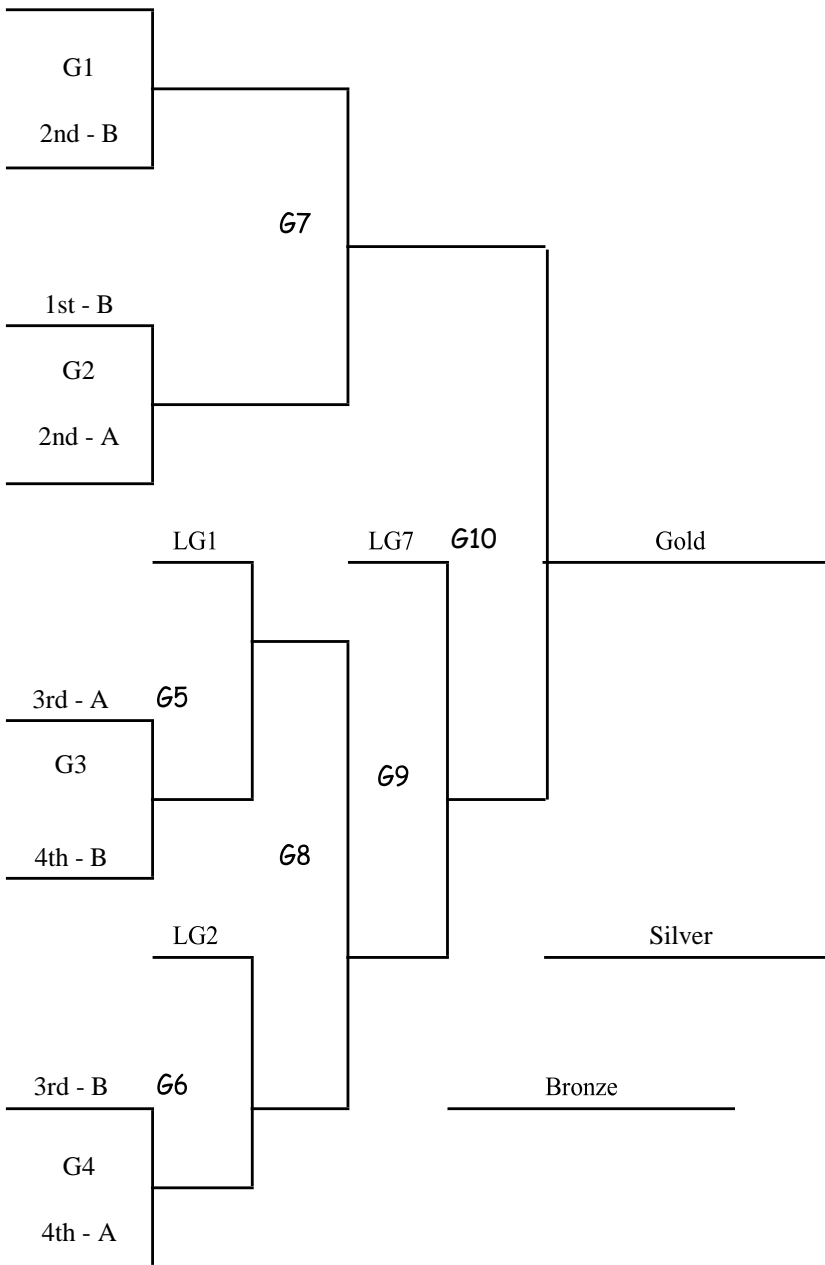 G1
2nd - B
G7
1st - B
G2
2nd - A
LG1
LG7
G10
Gold
3rd - A
G5
G3
G9
4th - B
G8
LG2
Silver
3rd - B
G6
Bronze
G4
4th - A